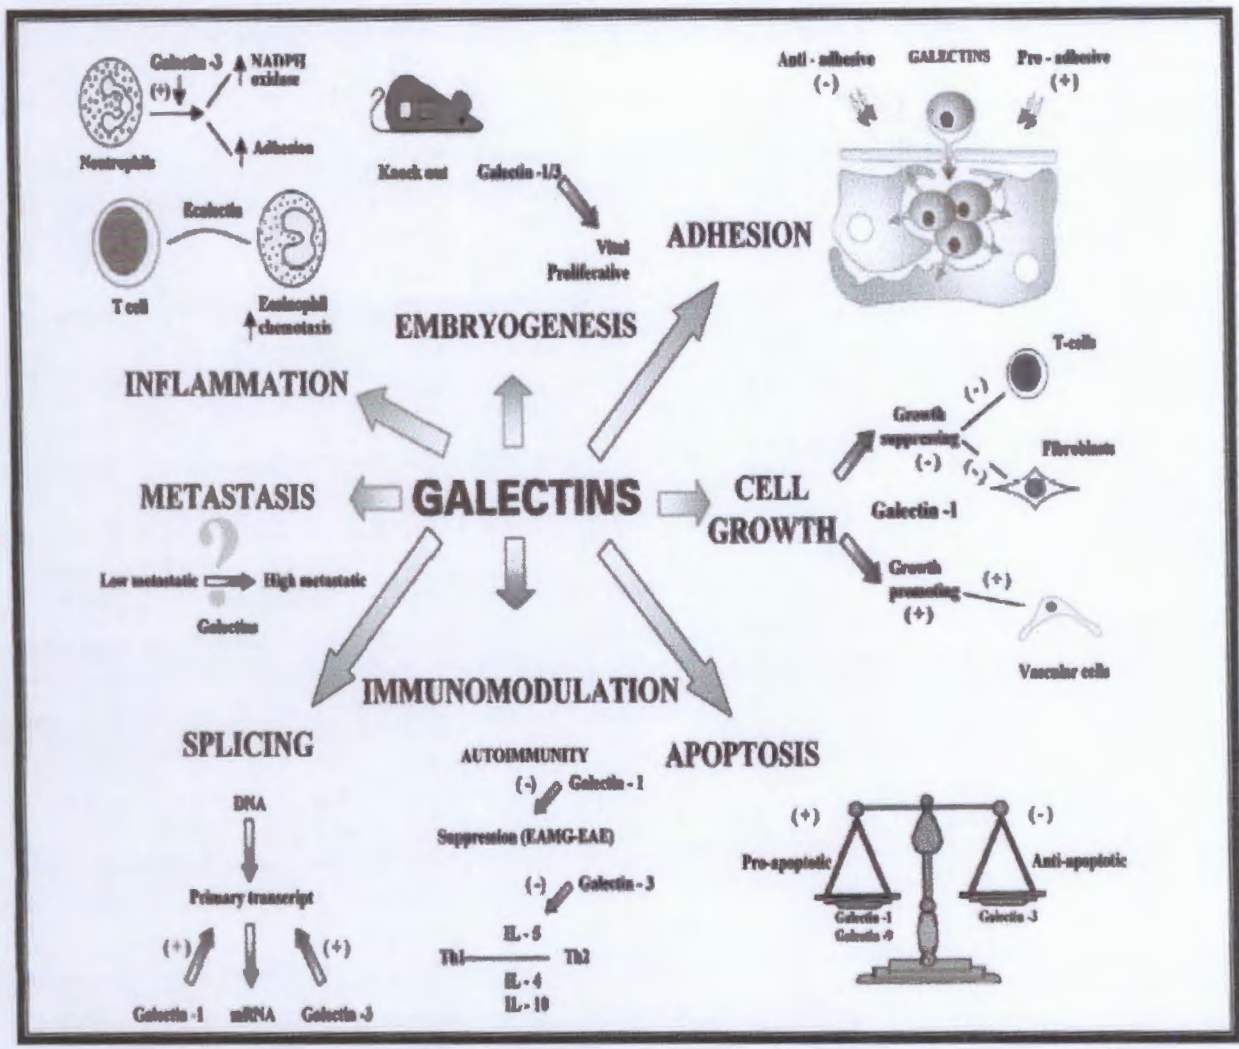 Galectin -3
(+)
NADPH
oxidase
Adhesion
Neutrophils
Ecalectin
T cell
Eosinophil
chemotaxis
INFLAMMATION
Knock out
Galectin -1/3
Vital
Proliferative
EMBRYOGENESIS
Anti - adhesive
(-)
GALECTINS
Pro - adhesive
(+)
ADHESION
METASTASIS
?
Low metastatic
High metastatic
Galectins
GALECTINS
CELL
GROWTH
T-cells
(-)
Growth
suppressing
(-)
(-)
Fibroblasts
Galectin -1
Growth
promoting
(+)
(+)
Vascular cells
SPLICING
DNA
Primary transcript
(+)
(+)
Galectin -1
mRNA
Galectin -3
IMMUNOMODULATION
AUTOIMMUNITY
(-)
Galectin - 1
Suppression (EAMG-EAE)
(-)
Galectin - 3
IL - 5
Th1
Th2
IL - 4
IL - 10
APOPTOSIS
(+)
(-)
Pro-apoptotic
Anti-apoptotic
Galectin -1
Galectin -9
Galectin -3